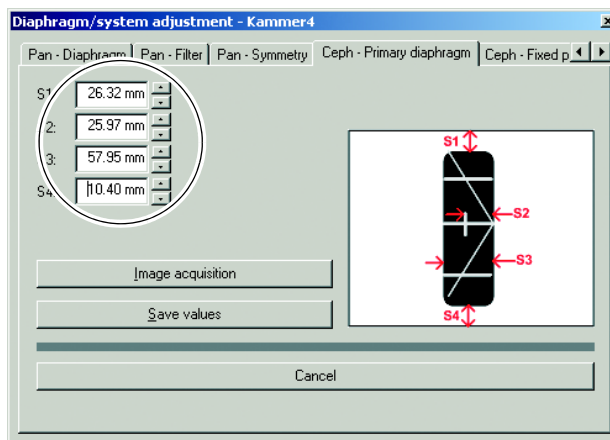 Diaphragm/system adjustment - Kammer4
Pan - Diaphragm Pan - Filter Pan - Symmetry Ceph - Primary diaphragm Ceph - Fixed p
S1: 26.32 mm
2: 25.97 mm
3: 57.95 mm
S4: 10.40 mm
S1
S2
S3
S4
Image acquisition
Save values
Cancel